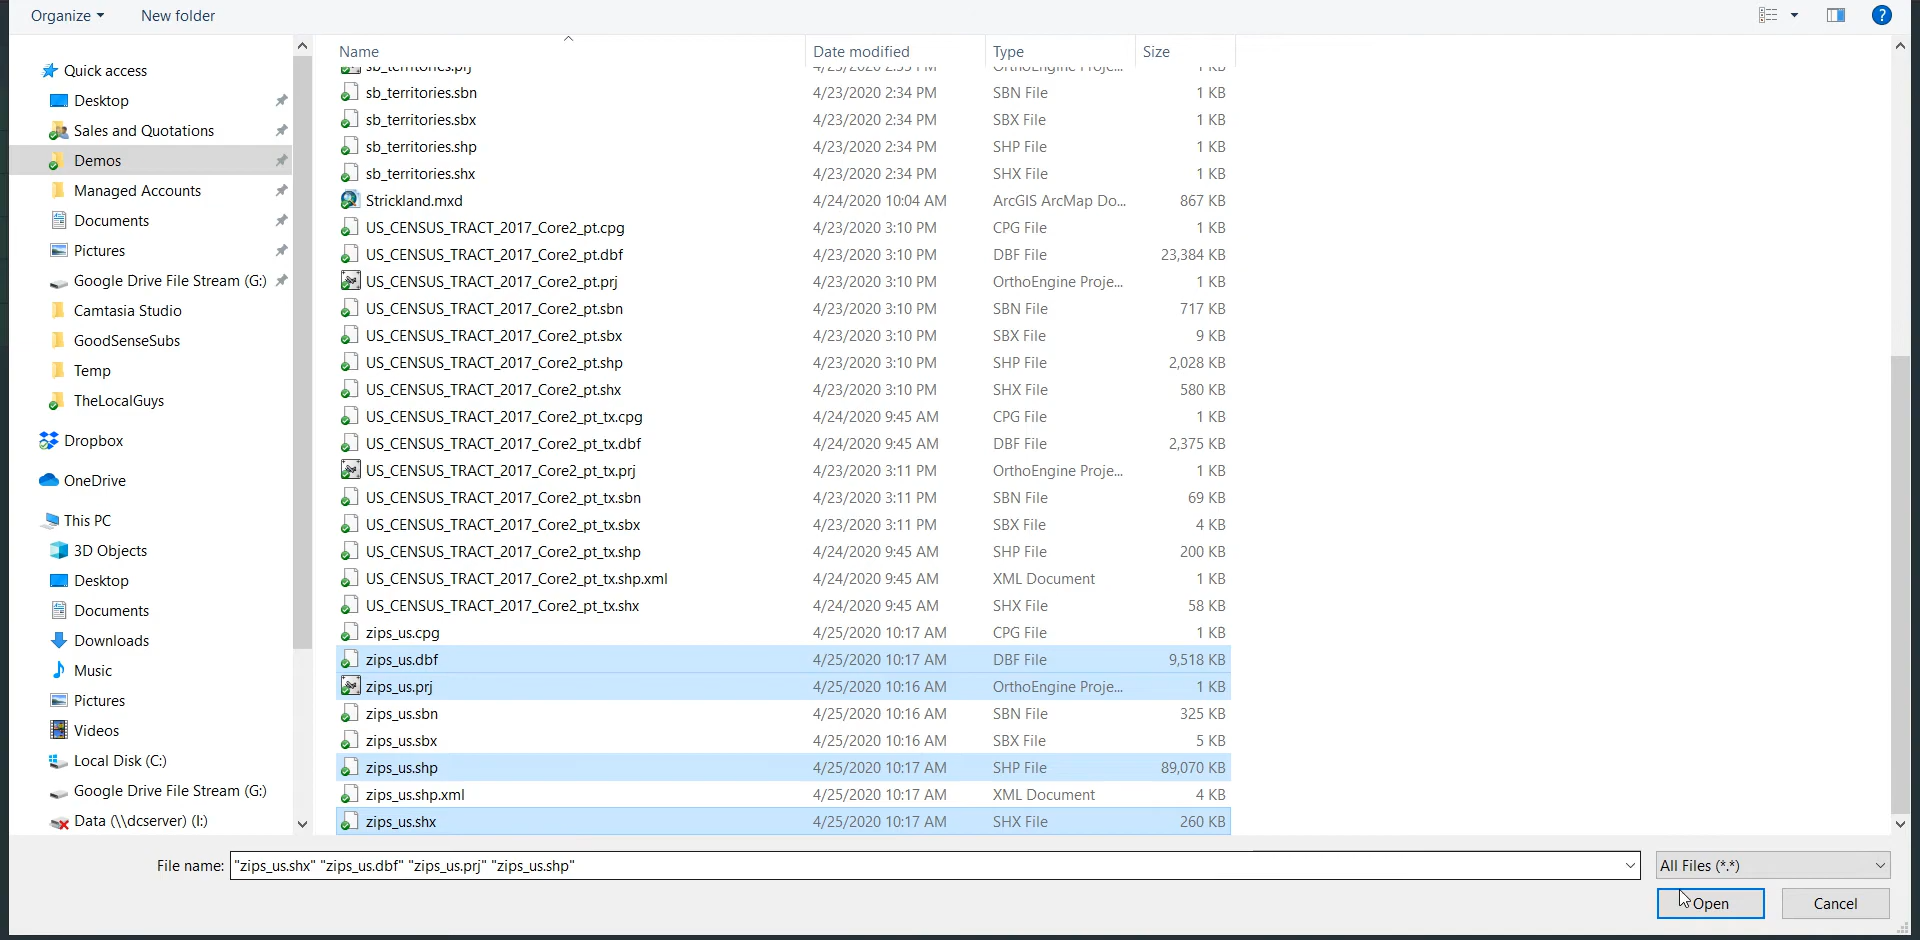 Organize New folder
Quick access
Desktop
Sales and Quotations
Demos
Managed Accounts
Documents
Pictures
Google Drive File Stream (G:)
Camtasia Studio
GoodSenseSubs
Temp
TheLocalGuys
Dropbox
OneDrive
This PC
3D Objects
Desktop
Documents
Downloads
Music
Pictures
Videos
Local Disk (C:)
Google Drive File Stream (G:)
Data (\\dcserver) (I:)
Name Date modified Type Size
sb_territories.prj 4/23/2020 2:33 PM OrthoEngine Proje... 1 KB
sb_territories.sbn 4/23/2020 2:34 PM SBN File 1 KB
sb_territories.sbx 4/23/2020 2:34 PM SBX File 1 KB
sb_territories.shp 4/23/2020 2:34 PM SHP File 1 KB
sb_territories.shx 4/23/2020 2:34 PM SHX File 1 KB
Strickland.mxd 4/24/2020 10:04 AM ArcGIS ArcMap Do... 867 KB
US_CENSUS_TRACT_2017_Core2_pt.cpg 4/23/2020 3:10 PM CPG File 1 KB
US_CENSUS_TRACT_2017_Core2_pt.dbf 4/23/2020 3:10 PM DBF File 23,384 KB
US_CENSUS_TRACT_2017_Core2_pt.prj 4/23/2020 3:10 PM OrthoEngine Proje... 1 KB
US_CENSUS_TRACT_2017_Core2_pt.sbn 4/23/2020 3:10 PM SBN File 717 KB
US_CENSUS_TRACT_2017_Core2_pt.sbx 4/23/2020 3:10 PM SBX File 9 KB
US_CENSUS_TRACT_2017_Core2_pt.shp 4/23/2020 3:10 PM SHP File 2,028 KB
US_CENSUS_TRACT_2017_Core2_pt.shx 4/23/2020 3:10 PM SHX File 580 KB
US_CENSUS_TRACT_2017_Core2_pt_tx.cpg 4/24/2020 9:45 AM CPG File 1 KB
US_CENSUS_TRACT_2017_Core2_pt_tx.dbf 4/24/2020 9:45 AM DBF File 2,375 KB
US_CENSUS_TRACT_2017_Core2_pt_tx.prj 4/23/2020 3:11 PM OrthoEngine Proje... 1 KB
US_CENSUS_TRACT_2017_Core2_pt_tx.sbn 4/23/2020 3:11 PM SBN File 69 KB
US_CENSUS_TRACT_2017_Core2_pt_tx.sbx 4/23/2020 3:11 PM SBX File 4 KB
US_CENSUS_TRACT_2017_Core2_pt_tx.shp 4/24/2020 9:45 AM SHP File 200 KB
US_CENSUS_TRACT_2017_Core2_pt_tx.shp.xml 4/24/2020 9:45 AM XML Document 1 KB
US_CENSUS_TRACT_2017_Core2_pt_tx.shx 4/24/2020 9:45 AM SHX File 58 KB
zips_us.cpg 4/25/2020 10:17 AM CPG File 1 KB
zips_us.dbf 4/25/2020 10:17 AM DBF File 9,518 KB
zips_us.prj 4/25/2020 10:16 AM OrthoEngine Proje... 1 KB
zips_us.sbn 4/25/2020 10:16 AM SBN File 325 KB
zips_us.sbx 4/25/2020 10:16 AM SBX File 5 KB
zips_us.shp 4/25/2020 10:17 AM SHP File 89,070 KB
zips_us.shp.xml 4/25/2020 10:17 AM XML Document 4 KB
zips_us.shx 4/25/2020 10:17 AM SHX File 260 KB
File name: "zips_us.shx" "zips_us.dbf" "zips_us.prj" "zips_us.shp" All Files (*.*)
Open Cancel